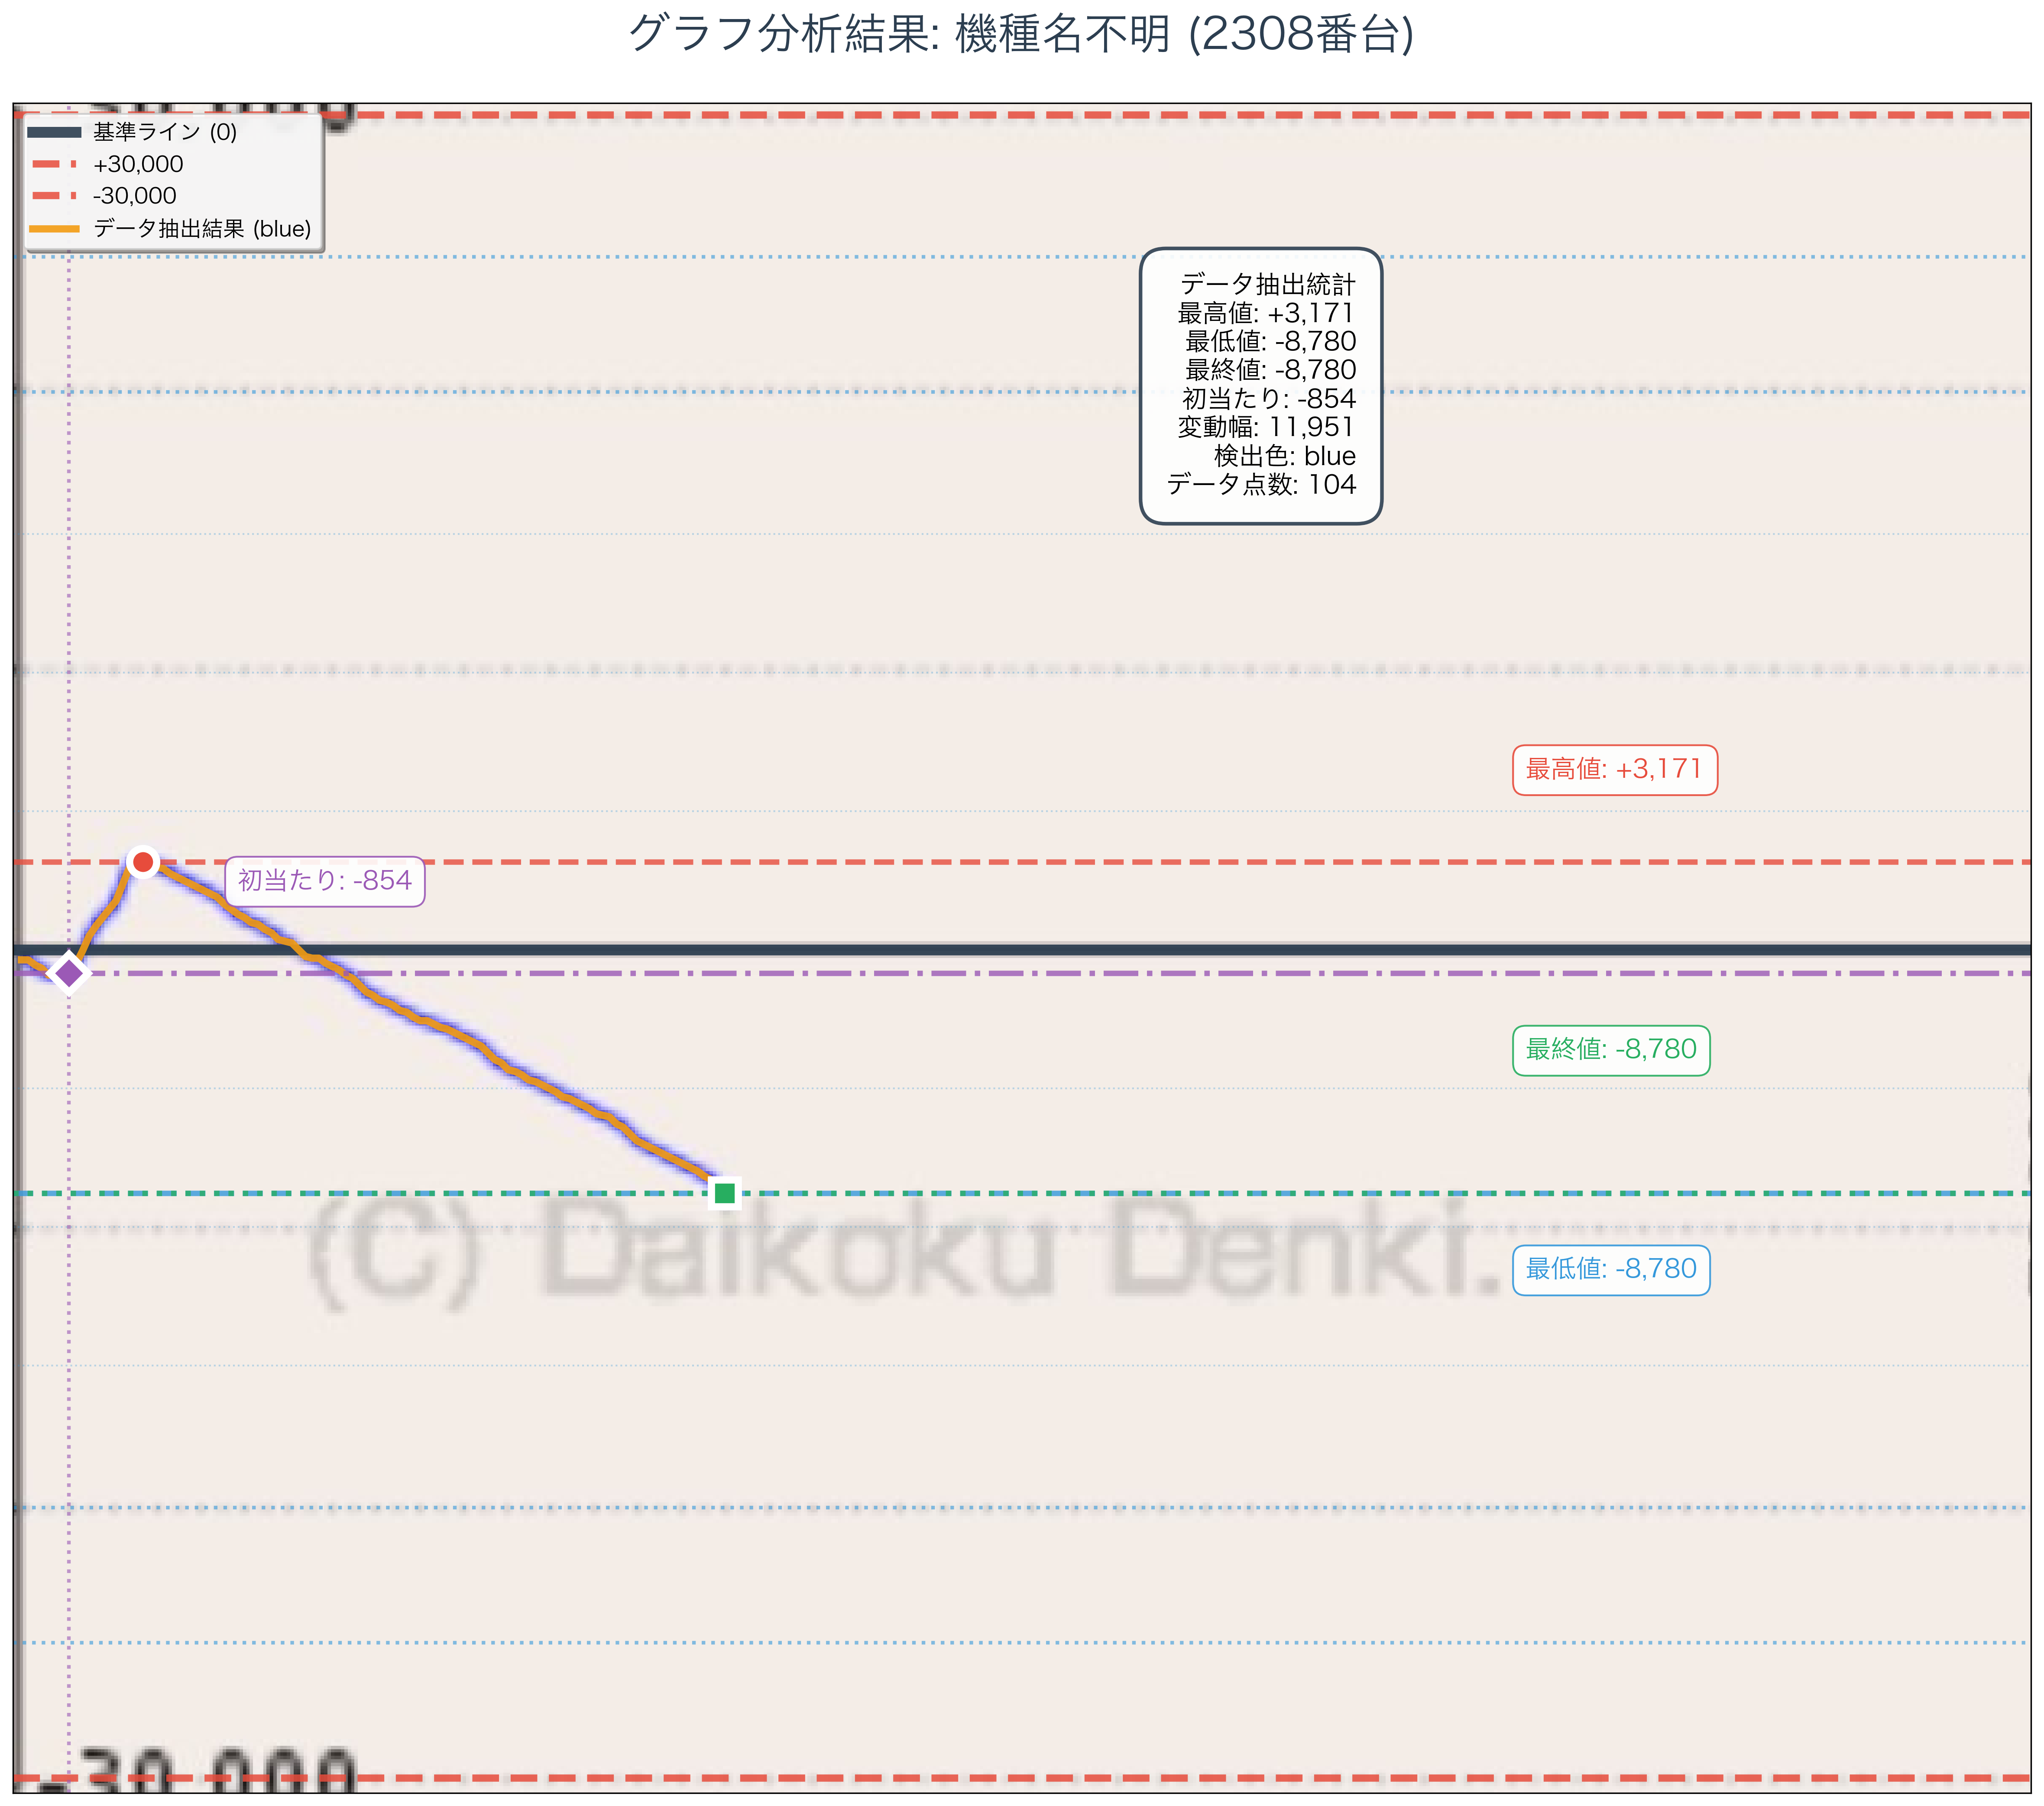 グラフ分析結果: 機種名不明 (2308番台)
基準ライン (0)
+30,000
-30,000
データ抽出結果 (blue)
データ抽出統計
最高値: +3,171
最低値: -8,780
最終値: -8,780
初当たり: -854
変動幅: 11,951
検出色: blue
データ点数: 104
最高値: +3,171
初当たり: -854
最終値: -8,780
(C) Daikoku Denki.
最低値: -8,780
-30,000